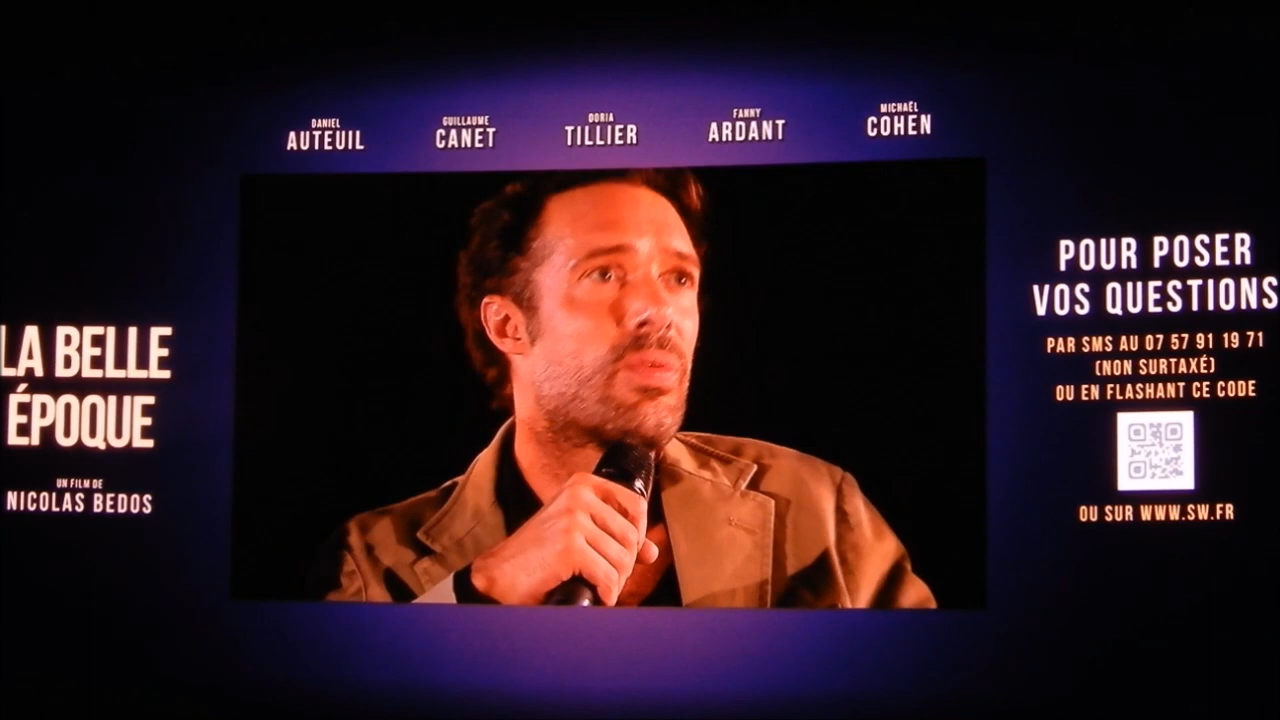 DANIEL
AUTEUIL
GUILLAUME
CANET
DORIA
TILLIER
FANNY
ARDANT
MICHAËL
COHEN
LA BELLE
ÉPOQUE
UN FILM DE
NICOLAS BEDOS
POUR POSER
VOS QUESTIONS
PAR SMS AU 07 57 91 19 71
(NON SURTAXÉ)
OU EN FLASHANT CE CODE
OU SUR WWW.SW.FR